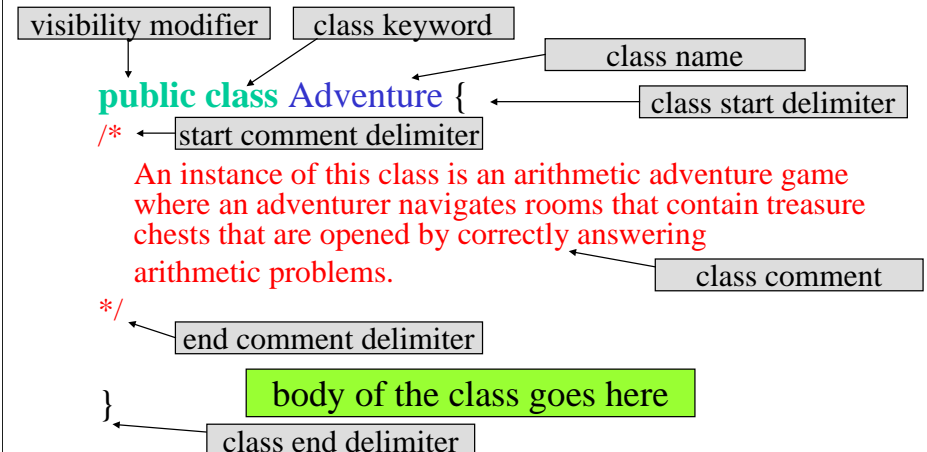 visibility modifier
class keyword
class name
public class Adventure {
class start delimiter
/*
start comment delimiter
An instance of this class is an arithmetic adventure game
where an adventurer navigates rooms that contain treasure
chests that are opened by correctly answering
arithmetic problems.
class comment
*/
end comment delimiter
body of the class goes here
}
class end delimiter